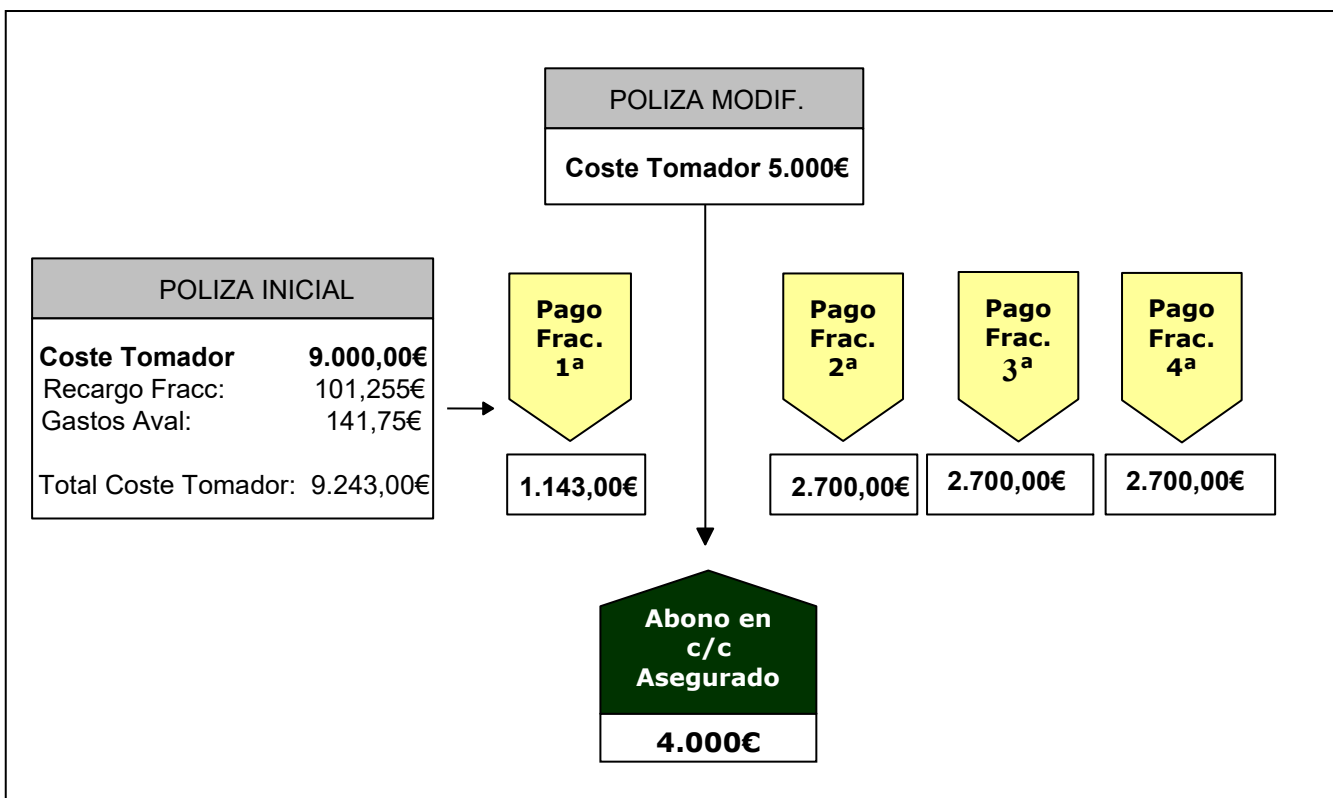 POLIZA MODIF.
Coste Tomador 5.000€
POLIZA INICIAL
Coste Tomador 9.000,00€
Recargo Fracc: 101,255€
Gastos Aval: 141,75€
Total Coste Tomador: 9.243,00€
Pago
Frac.
1ª
1.143,00€
Pago
Frac.
2ª
2.700,00€
Pago
Frac.
3ª
2.700,00€
Pago
Frac.
4ª
2.700,00€
Abono en
c/c
Asegurado
4.000€